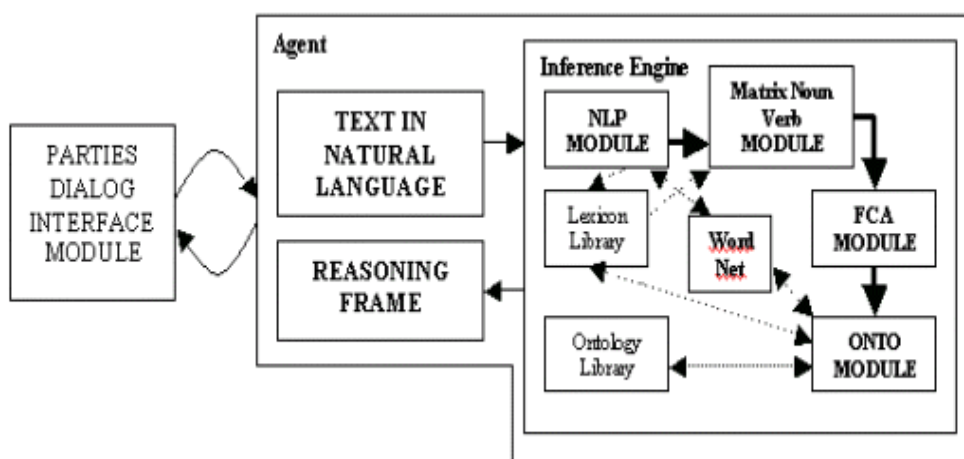 Agent
Inference Engine
PARTIES
DIALOG
INTERFACE
MODULE
TEXT IN
NATURAL
LANGUAGE
REASONING
FRAME
NLP
MODULE
Matrix Noun
Verb
MODULE
Lexicon
Library
Word
Net
FCA
MODULE
Ontology
Library
ONTO
MODULE